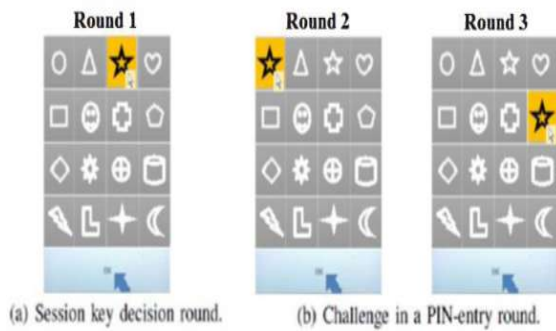 Round 1
Round 2
Round 3
(a) Session key decision round.
(b) Challenge in a PIN-entry round.